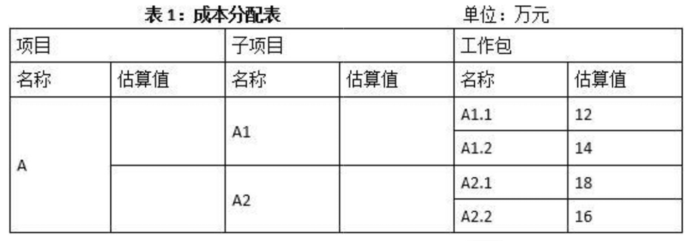 表1：成本分配表 单位：万元
项目 子项目 工作包
名称 估算值 名称 估算值 名称 估算值
A A1 A1.1 12
A1.2 14
A2 A2.1 18
A2.2 16